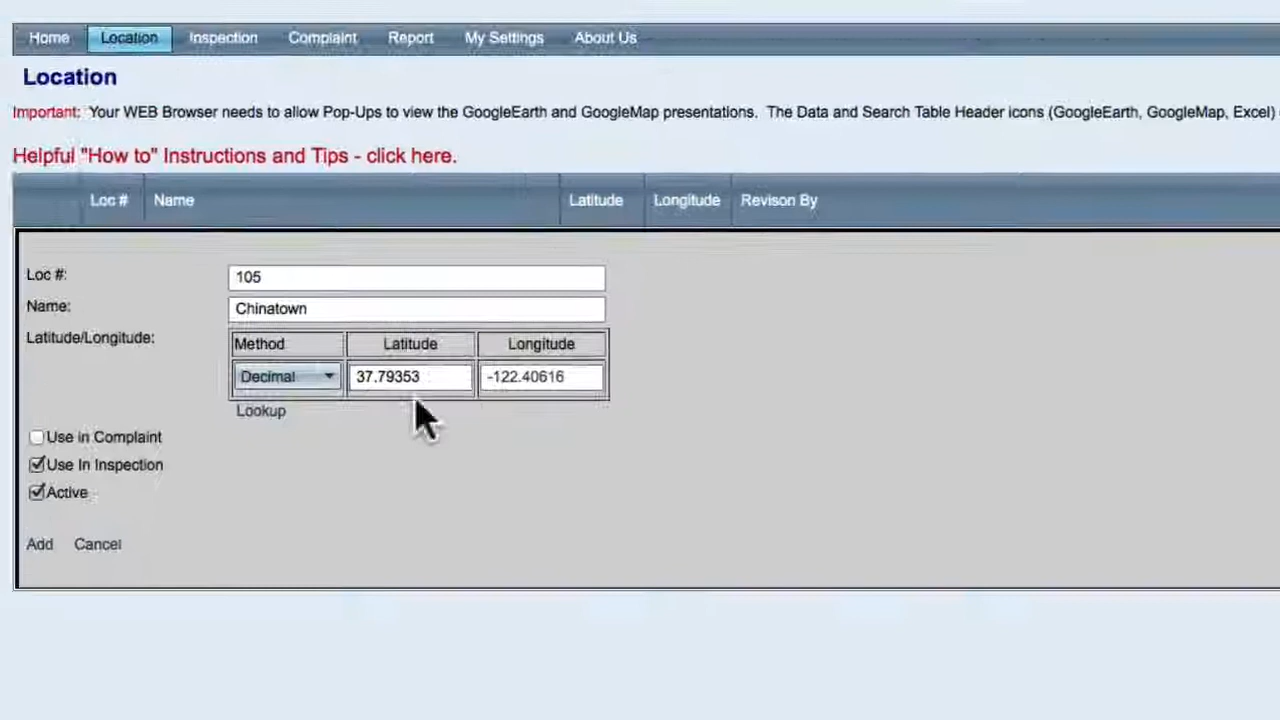 Home Location Inspection Complaint Report My Settings About Us
Location
Important: Your WEB Browser needs to allow Pop-Ups to view the GoogleEarth and GoogleMap presentations. The Data and Search Table Header icons (GoogleEarth, GoogleMap, Excel)
Helpful "How to" Instructions and Tips - click here.
Loc # Name Latitude Longitude Revison By
Loc #: 105
Name: Chinatown
Latitude/Longitude: Method Latitude Longitude
Decimal 37.79353 -122.40616
Lookup
Use in Complaint
Use In Inspection
Active
Add Cancel